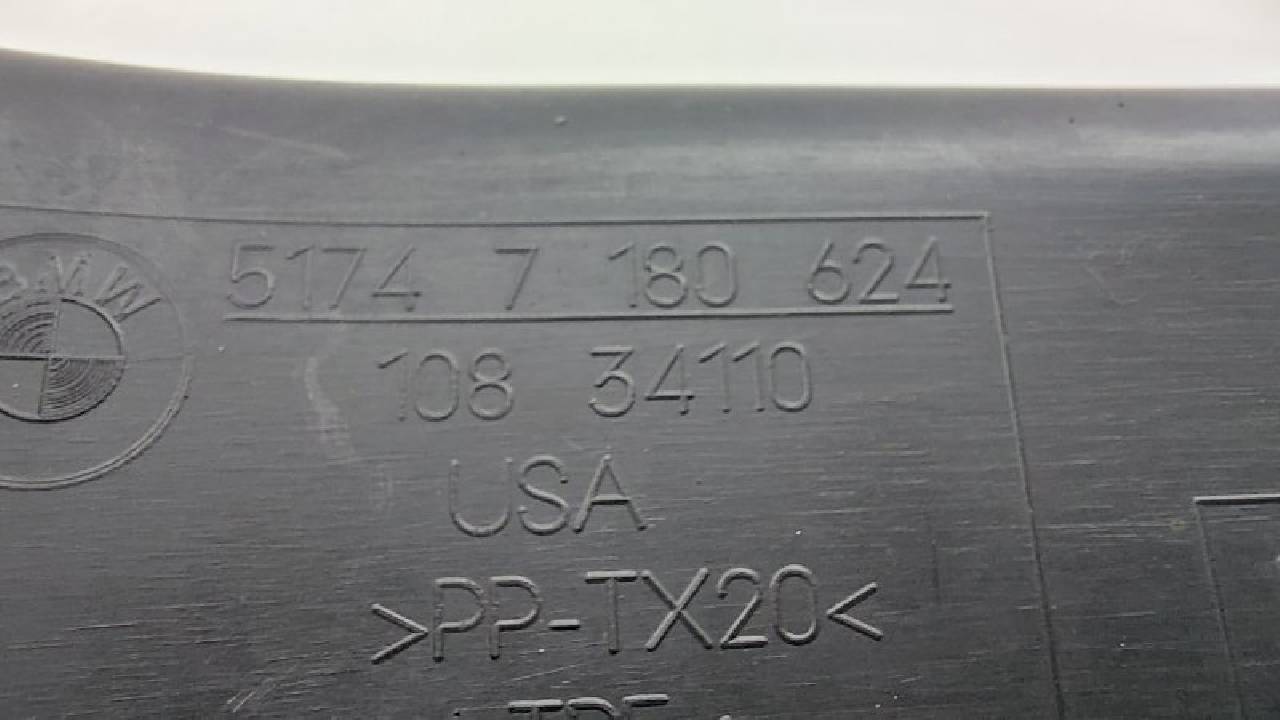 BMW
5174 7 180 624
108 34110
USA
>PP-TX20<